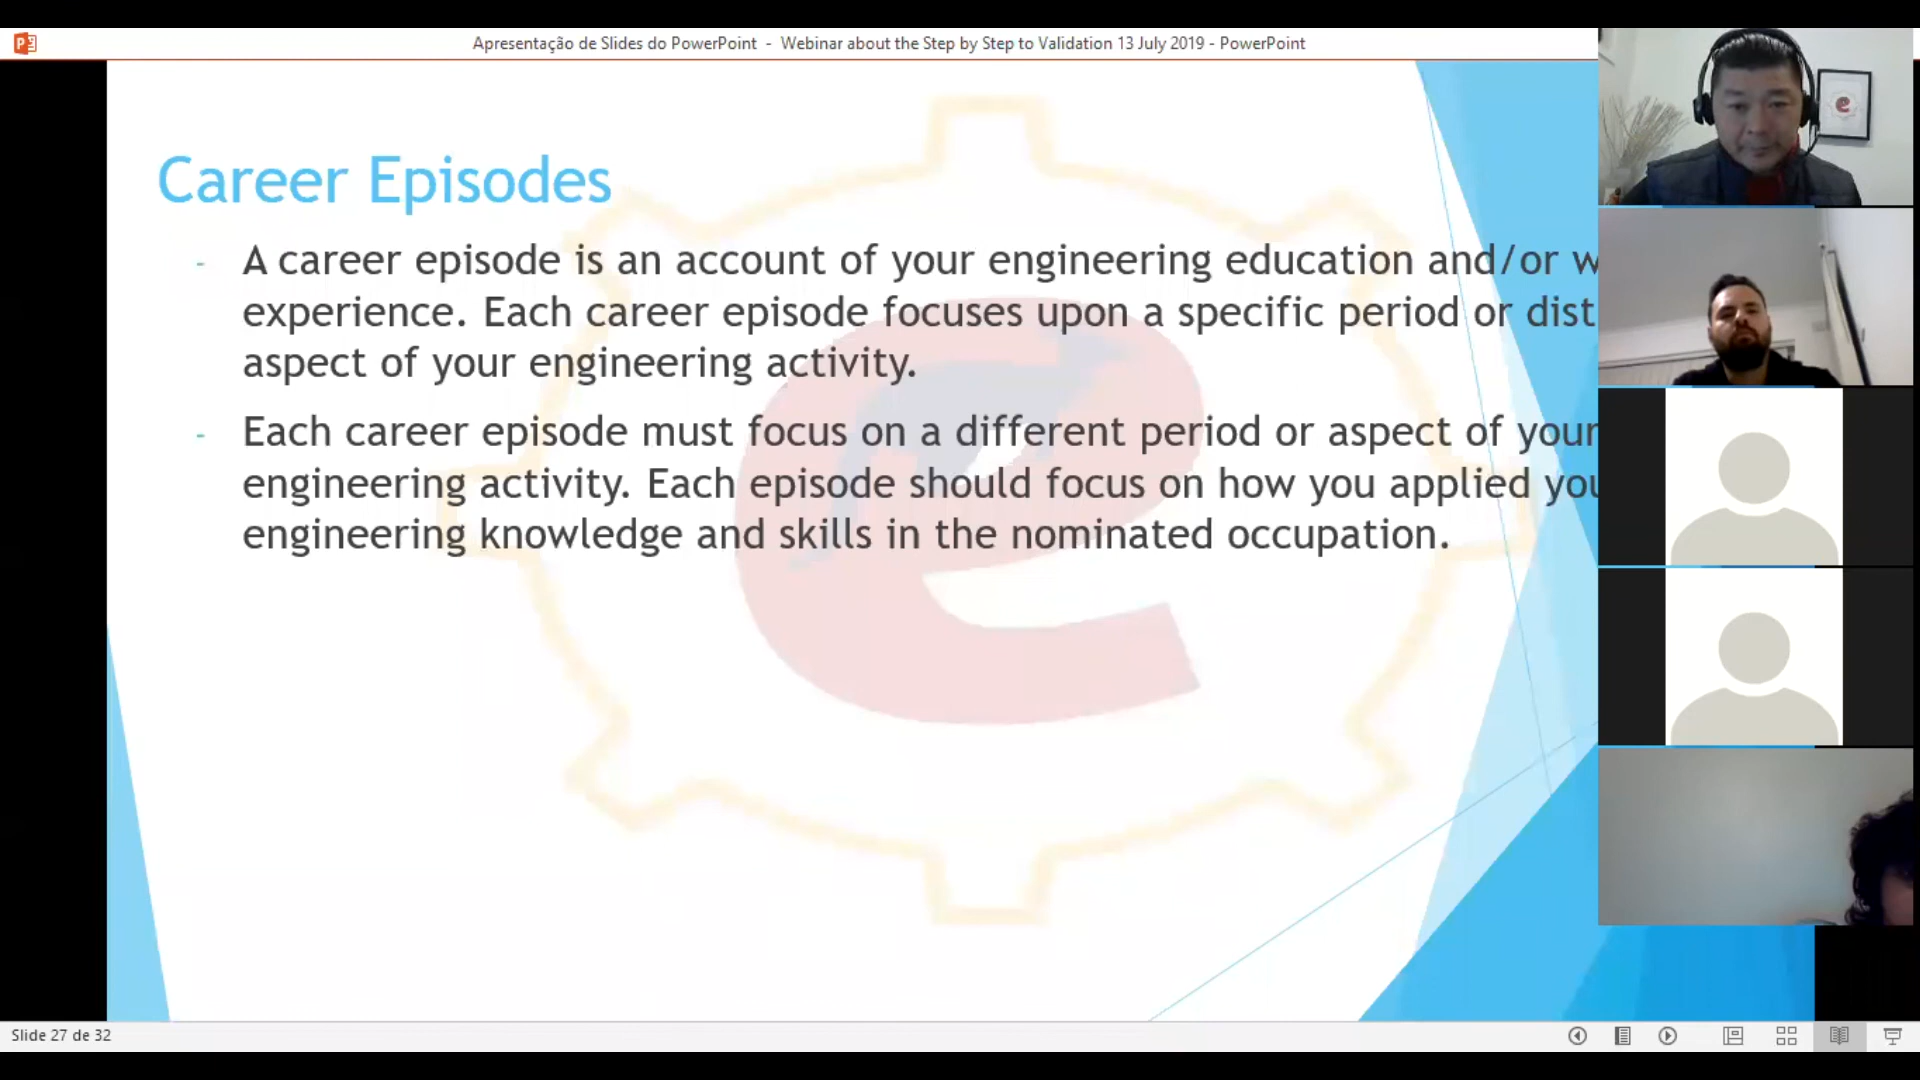 Apresentação de Slides do PowerPoint - Webinar about the Step by Step to Validation 13 July 2019 - PowerPoint
Career Episodes
- A career episode is an account of your engineering education and/or w
experience. Each career episode focuses upon a specific period or dist
aspect of your engineering activity.
- Each career episode must focus on a different period or aspect of your
engineering activity. Each episode should focus on how you applied you
engineering knowledge and skills in the nominated occupation.
e
Slide 27 de 32